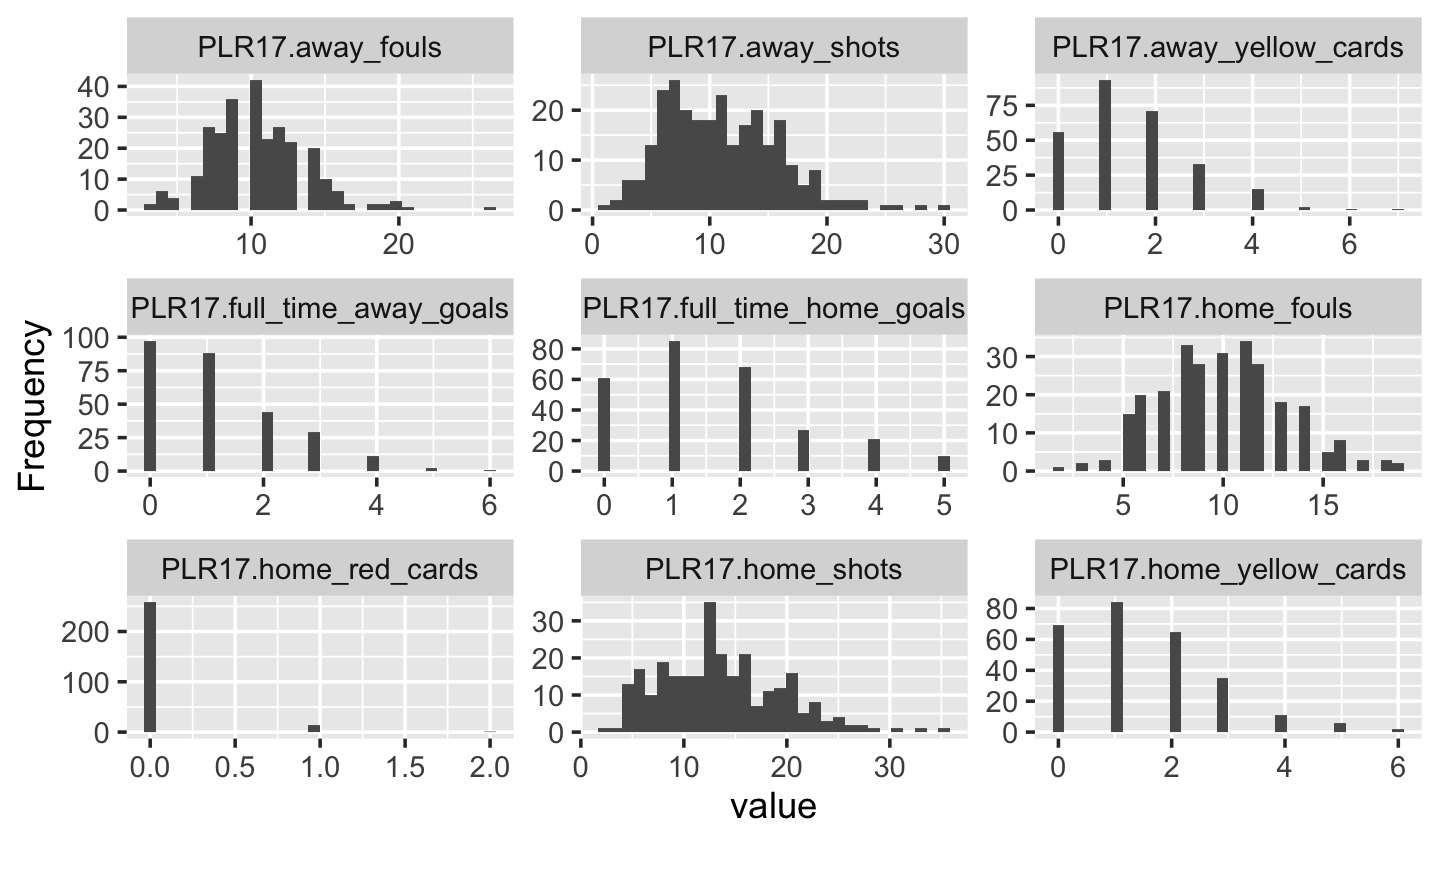 PLR17.away_fouls
PLR17.away_shots
PLR17.away_yellow_cards
40
30
20
10
0
10 20
20
10
0
0 10 20 30
75
50
25
0
0 2 4 6
PLR17.full_time_away_goals
PLR17.full_time_home_goals
PLR17.home_fouls
Frequency
100
75
50
25
0
0 2 4 6
80
60
40
20
0
0 1 2 3 4 5
30
20
10
0
5 10 15
PLR17.home_red_cards
PLR17.home_shots
PLR17.home_yellow_cards
200
100
0
0.0 0.5 1.0 1.5 2.0
30
20
10
0
0 10 20 30
80
60
40
20
0
0 2 4 6
value